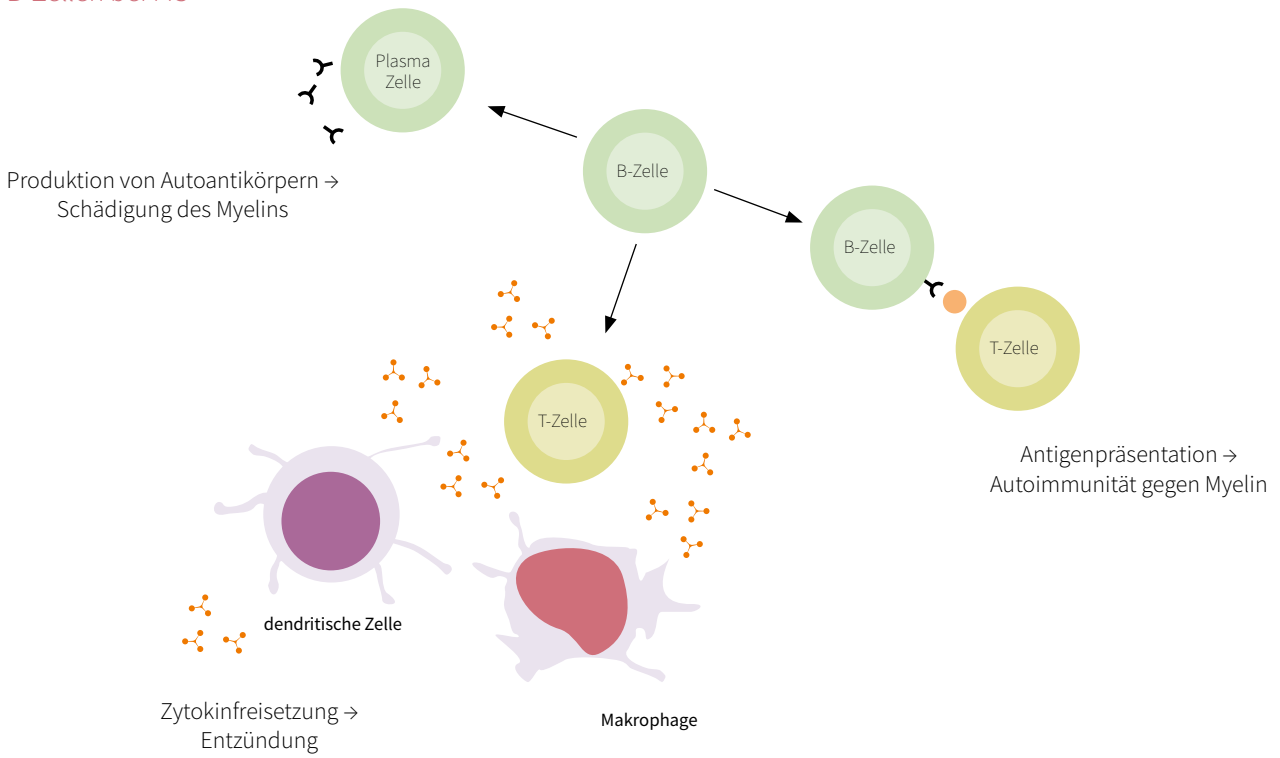 Plasma
Zelle
B-Zelle
Produktion von Autoantikörpern →
Schädigung des Myelins
B-Zelle
T-Zelle
T-Zelle
Antigenpräsentation →
Autoimmunität gegen Myelin
dendritische Zelle
Zytokinfreisetzung →
Entzündung
Makrophage